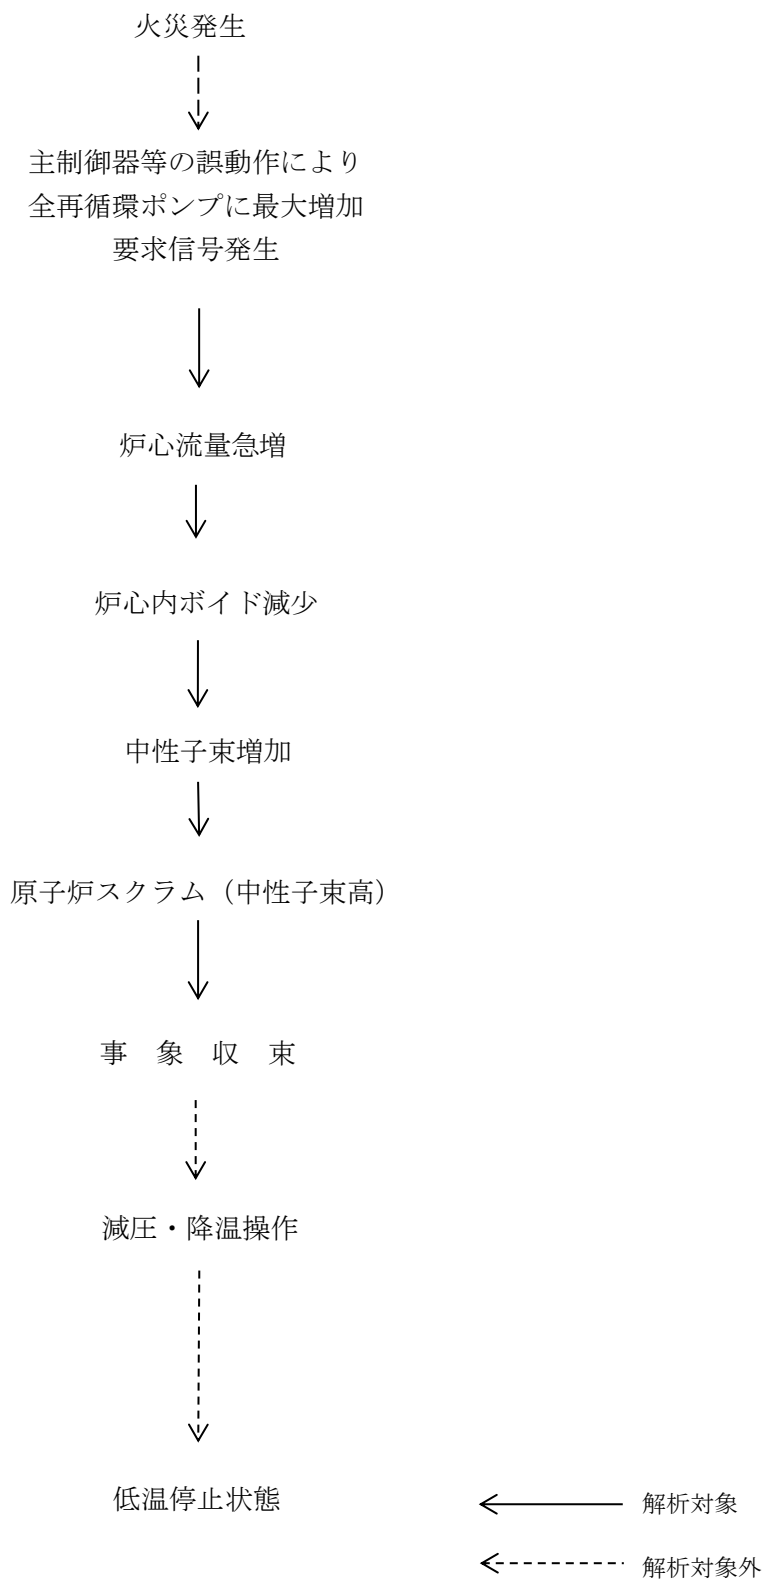 火災発生
主制御器等の誤動作により
全再循環ポンプに最大増加
要求信号発生
炉心流量急増
炉心内ボイド減少
中性子束増加
原子炉スクラム（中性子束高）
事　象　収　束
減圧・降温操作
低温停止状態
解析対象
解析対象外